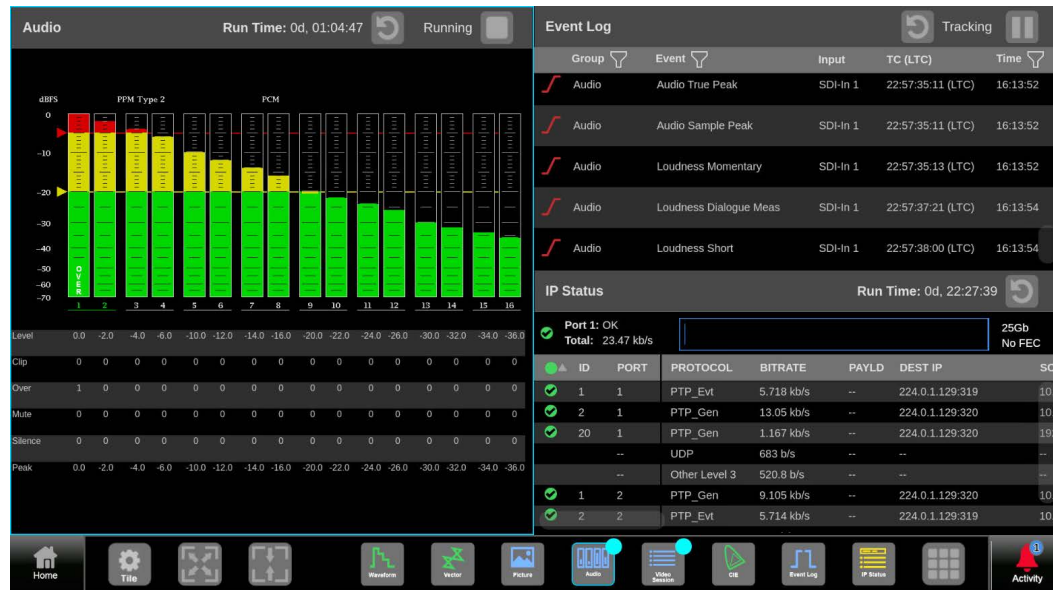 Audio
Run Time: 0d, 01:04:47
Running
dBFS PPM Type 2 PCM
0
-10
-20
-30
-40
-50
-60
-70
OVER
1 2 3 4 5 6 7 8 9 10 11 12 13 14 15 16
Level 0.0 -2.0 -4.0 -6.0 -10.0 -12.0 -14.0 -16.0 -20.0 -22.0 -24.0 -26.0 -30.0 -32.0 -34.0 -36.0
Clip 0 0 0 0 0 0 0 0 0 0 0 0 0 0 0 0
Over 1 0 0 0 0 0 0 0 0 0 0 0 0 0 0 0
Mute 0 0 0 0 0 0 0 0 0 0 0 0 0 0 0 0
Silence 0 0 0 0 0 0 0 0 0 0 0 0 0 0 0 0
Peak 0.0 -2.0 -4.0 -6.0 -10.0 -12.0 -14.0 -16.0 -20.0 -22.0 -24.0 -26.0 -30.0 -32.0 -34.0 -36.0
Event Log
Tracking
Group Event Input TC (LTC) Time
Audio Audio True Peak SDI-In 1 22:57:35:11 (LTC) 16:13:52
Audio Audio Sample Peak SDI-In 1 22:57:35:11 (LTC) 16:13:52
Audio Loudness Momentary SDI-In 1 22:57:35:13 (LTC) 16:13:52
Audio Loudness Dialogue Meas SDI-In 1 22:57:37:21 (LTC) 16:13:54
Audio Loudness Short SDI-In 1 22:57:38:00 (LTC) 16:13:54
IP Status
Run Time: 0d, 22:27:39
Port 1: OK
Total: 23.47 kb/s
25Gb
No FEC
ID PORT PROTOCOL BITRATE PAYLD DEST IP SO
1 1 PTP_Evt 5.718 kb/s -- 224.0.1.129:319 10.
2 1 PTP_Gen 13.05 kb/s -- 224.0.1.129:320 10.
20 1 PTP_Gen 1.167 kb/s -- 224.0.1.129:320 19
-- UDP 683 b/s -- -- --
-- Other Level 3 520.8 b/s -- -- --
1 2 PTP_Gen 9.105 kb/s -- 224.0.1.129:320 10.
2 2 PTP_Evt 5.714 kb/s -- 224.0.1.129:319 10.
Home
Tile
Waveform
Vector
Picture
Audio
Video Session
CIE
Event Log
IP Status
1
Activity